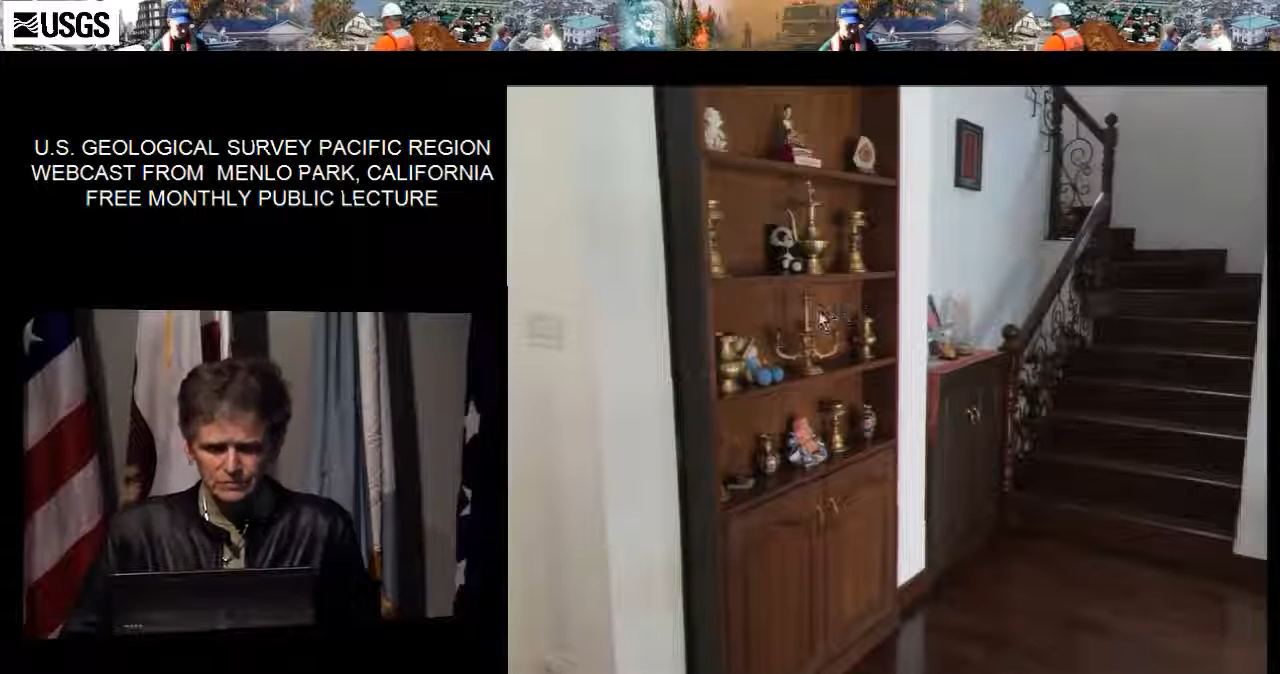 USGS
U.S. GEOLOGICAL SURVEY PACIFIC REGION
WEBCAST FROM MENLO PARK, CALIFORNIA
FREE MONTHLY PUBLIC LECTURE